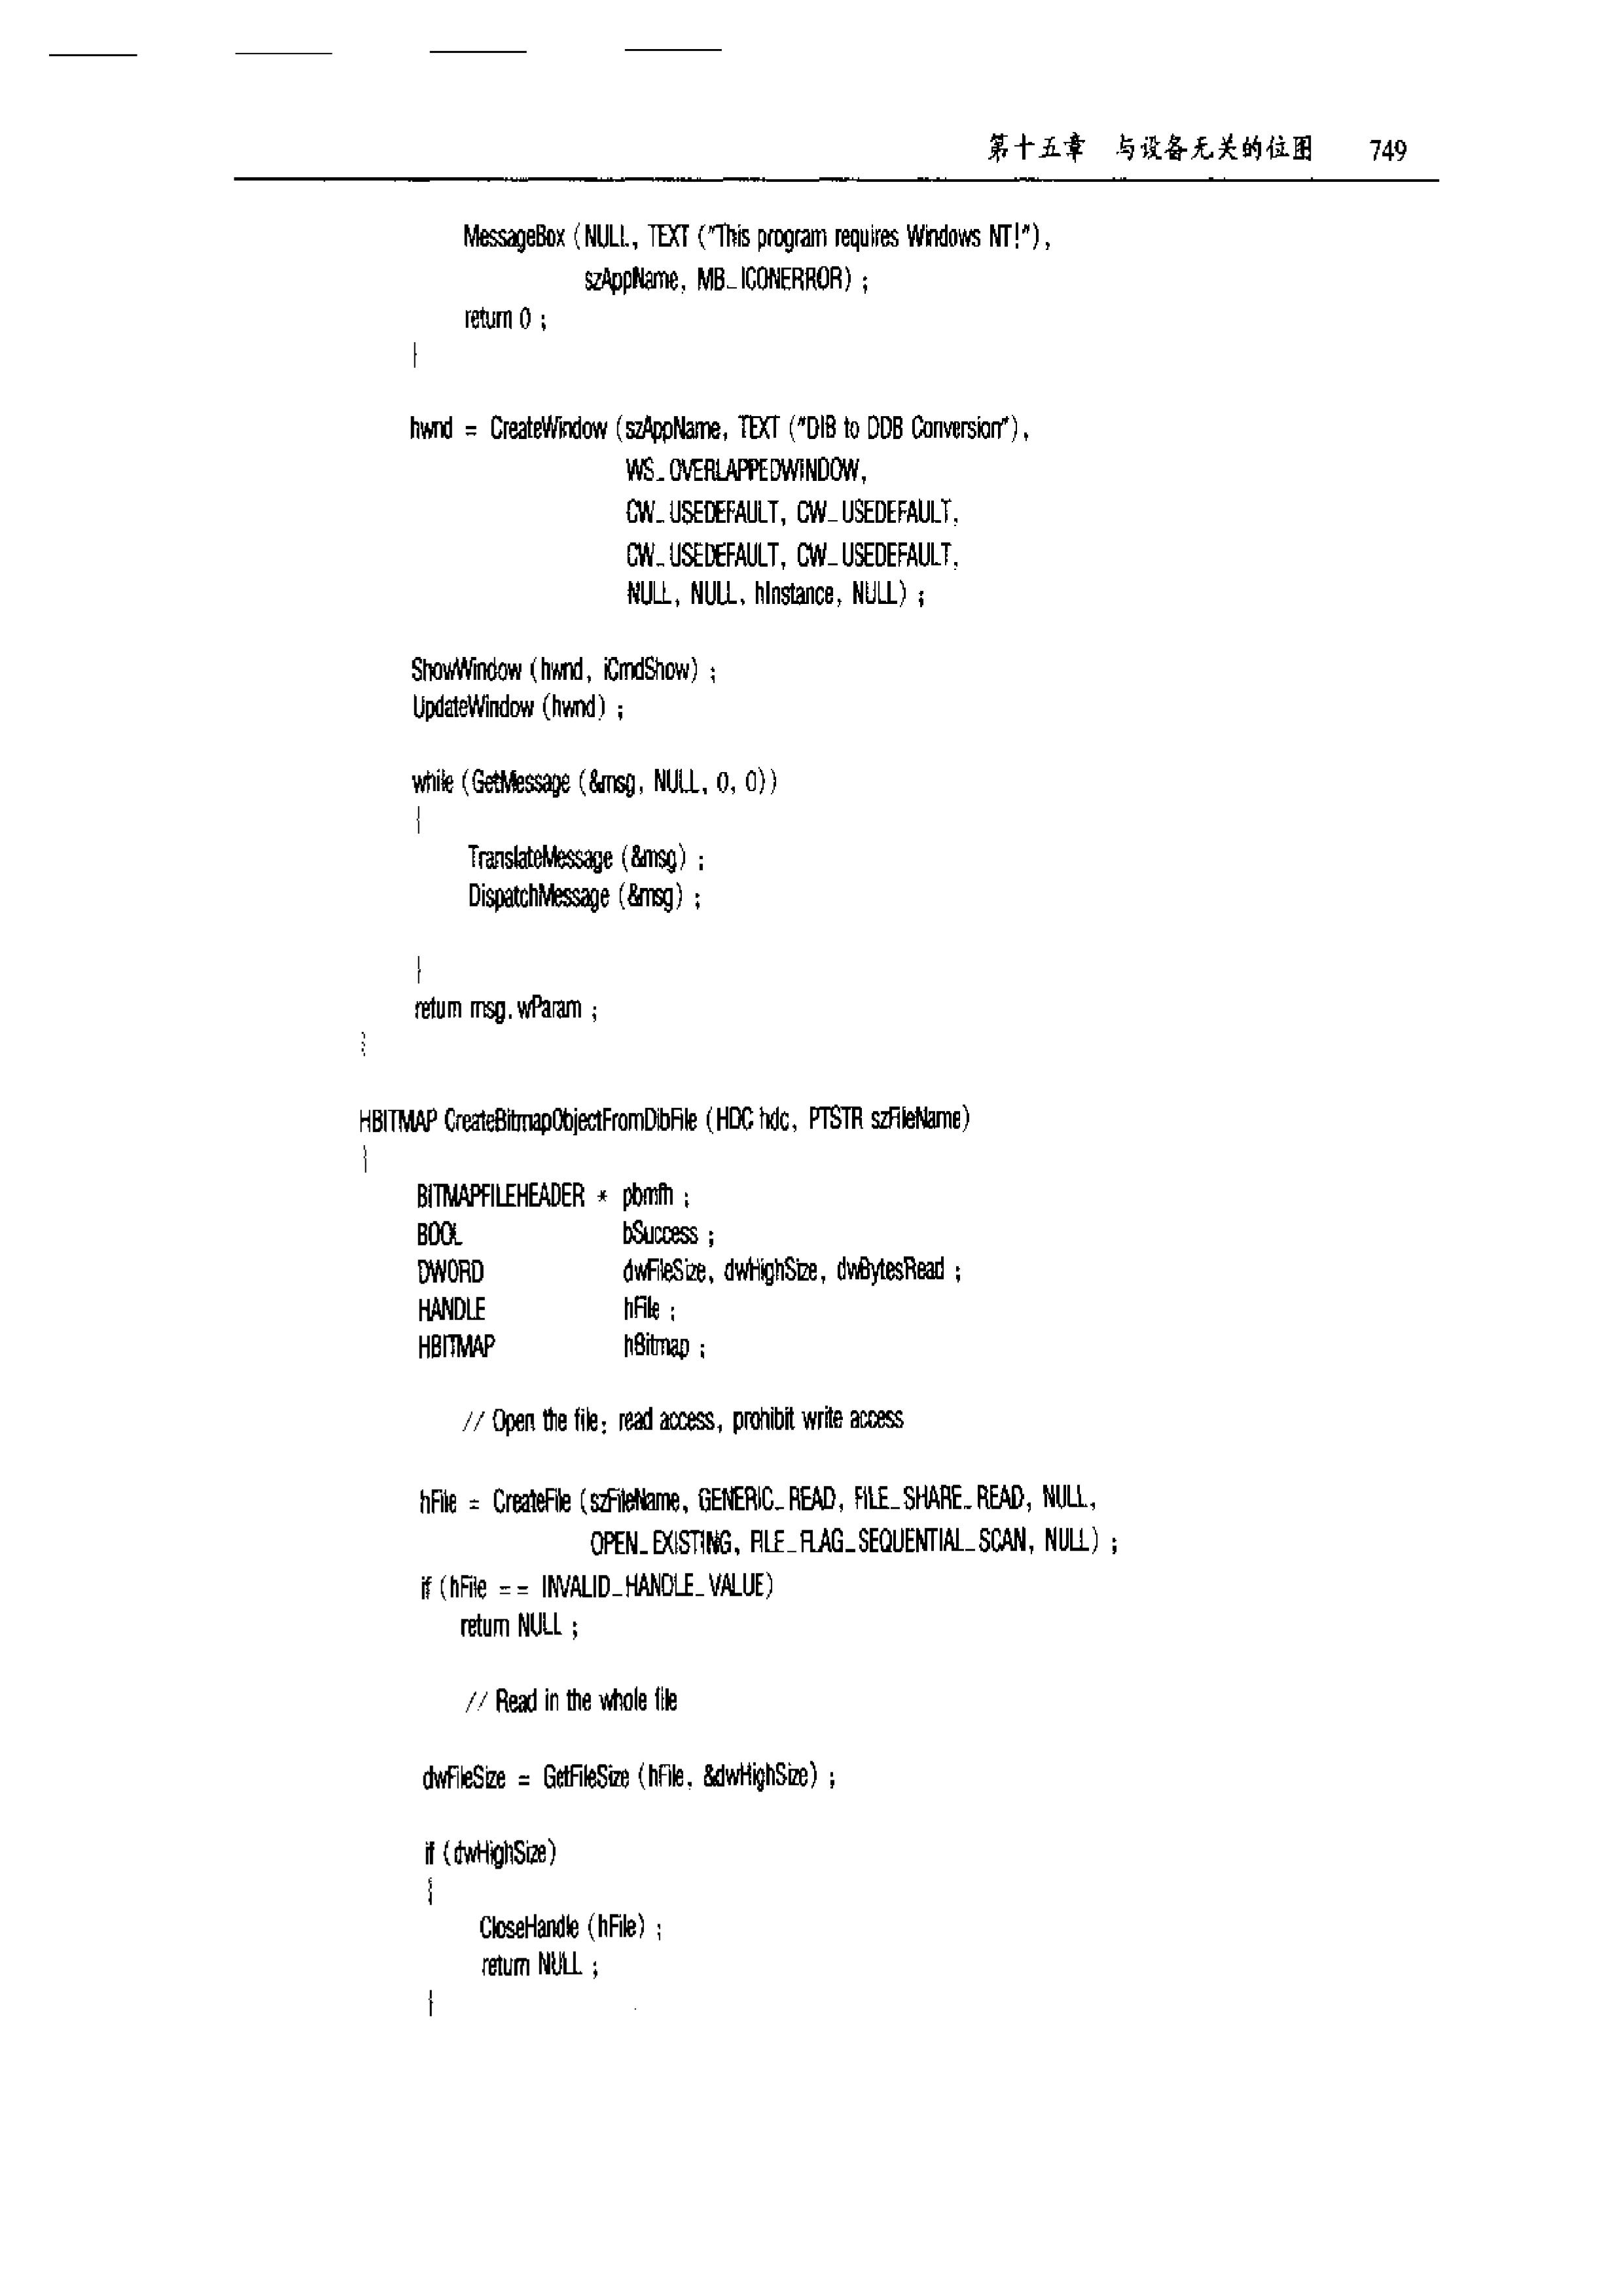 第十五章 与设备无关的位图 749
MessageBox (NULL, TEXT ("This program requires Windows NT!"),
szAppName, MB_ICONERROR) ;
return 0 ;
}
hwnd = CreateWindow (szAppName, TEXT ("DIB to DDB Conversion"),
WS_OVERLAPPEDWINDOW,
CW_USEDEFAULT, CW_USEDEFAULT,
CW_USEDEFAULT, CW_USEDEFAULT,
NULL, NULL, hInstance, NULL) ;
ShowWindow (hwnd, iCmdShow) ;
UpdateWindow (hwnd) ;
while (GetMessage (&msg, NULL, 0, 0))
{
TranslateMessage (&msg) ;
DispatchMessage (&msg) ;
}
return msg.wParam ;
}
HBITMAP CreateBitmapObjectFromDibFile (HDC hdc, PTSTR szFileName)
{
BITMAPFILEHEADER * pbmfh ;
BOOL bSuccess ;
DWORD dwFileSize, dwHighSize, dwBytesRead ;
HANDLE hFile ;
HBITMAP hBitmap ;
// Open the file: read access, prohibit write access
hFile = CreateFile (szFileName, GENERIC_READ, FILE_SHARE_READ, NULL,
OPEN_EXISTING, FILE_FLAG_SEQUENTIAL_SCAN, NULL) ;
if (hFile == INVALID_HANDLE_VALUE)
return NULL ;
// Read in the whole file
dwFileSize = GetFileSize (hFile, &dwHighSize) ;
if (dwHighSize)
{
CloseHandle (hFile) ;
return NULL ;
}